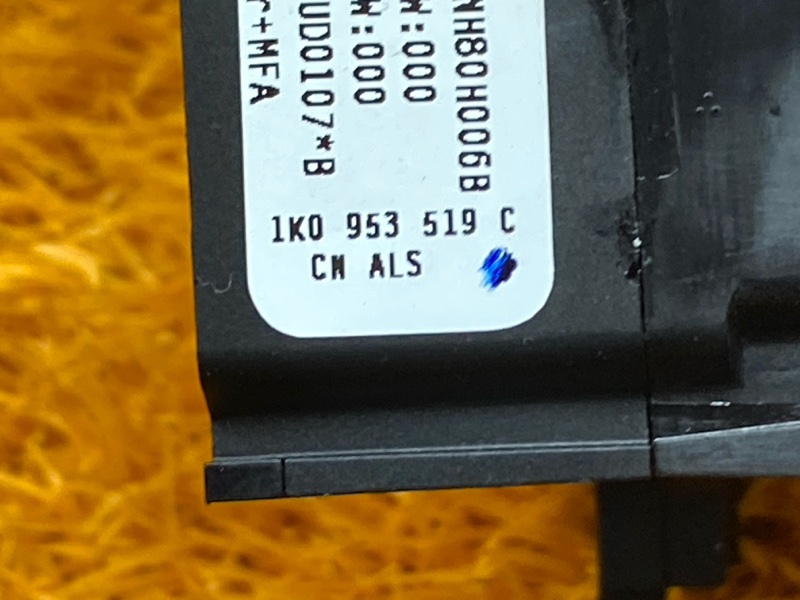 1K0 953 519 C
CN ALS
NH80H006B
W:000
W:000
UD0107*B
r+MFA